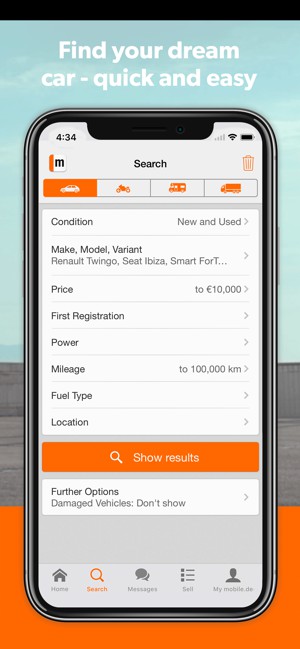 Find your dream
car - quick and easy
4:34
m
Search
Condition New and Used
Make, Model, Variant
Renault Twingo, Seat Ibiza, Smart ForT...
Price to €10,000
First Registration
Power
Mileage to 100,000 km
Fuel Type
Location
Show results
Further Options
Damaged Vehicles: Don't show
Home Search Messages Sell My mobile.de